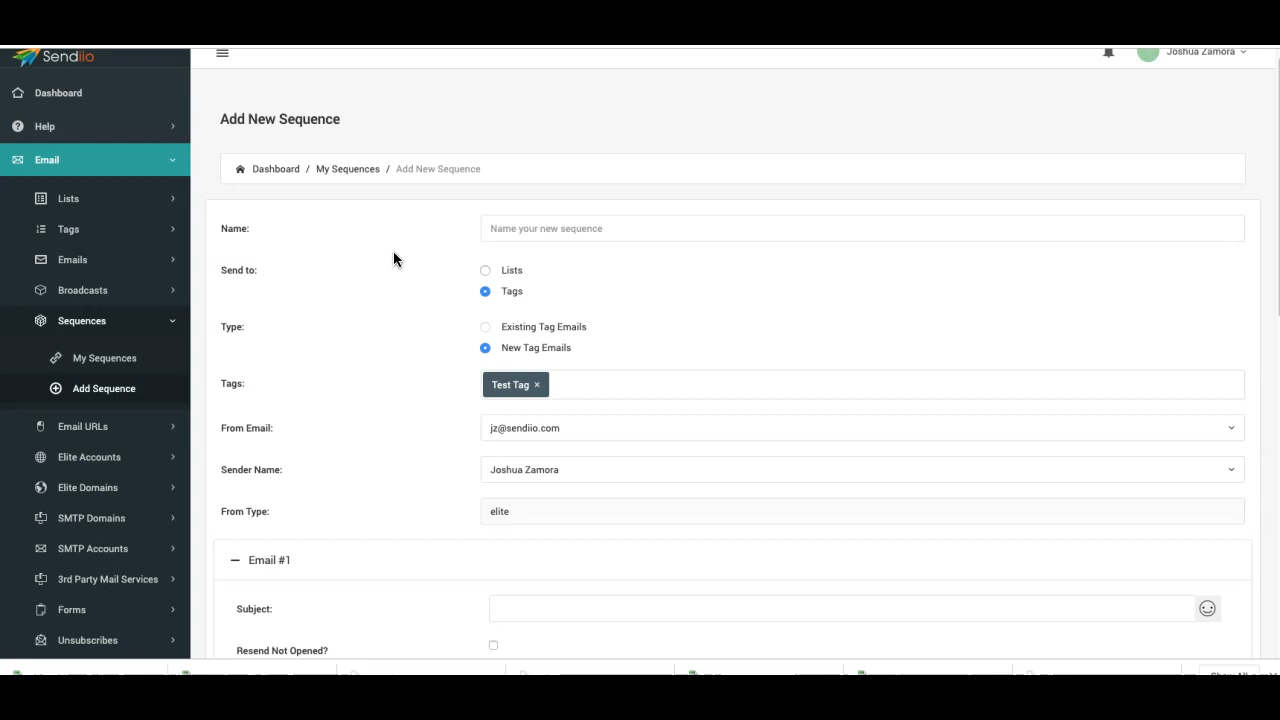 Sendiio
Joshua Zamora
Dashboard
Help
Email
Lists
Tags
Emails
Broadcasts
Sequences
My Sequences
Add Sequence
Email URLs
Elite Accounts
Elite Domains
SMTP Domains
SMTP Accounts
3rd Party Mail Services
Forms
Unsubscribes
Add New Sequence
Dashboard / My Sequences / Add New Sequence
Name: Name your new sequence
Send to: Lists
Tags
Type: Existing Tag Emails
New Tag Emails
Tags: Test Tag ×
From Email: jz@sendiio.com
Sender Name: Joshua Zamora
From Type: elite
Email #1
Subject:
Resend Not Opened?